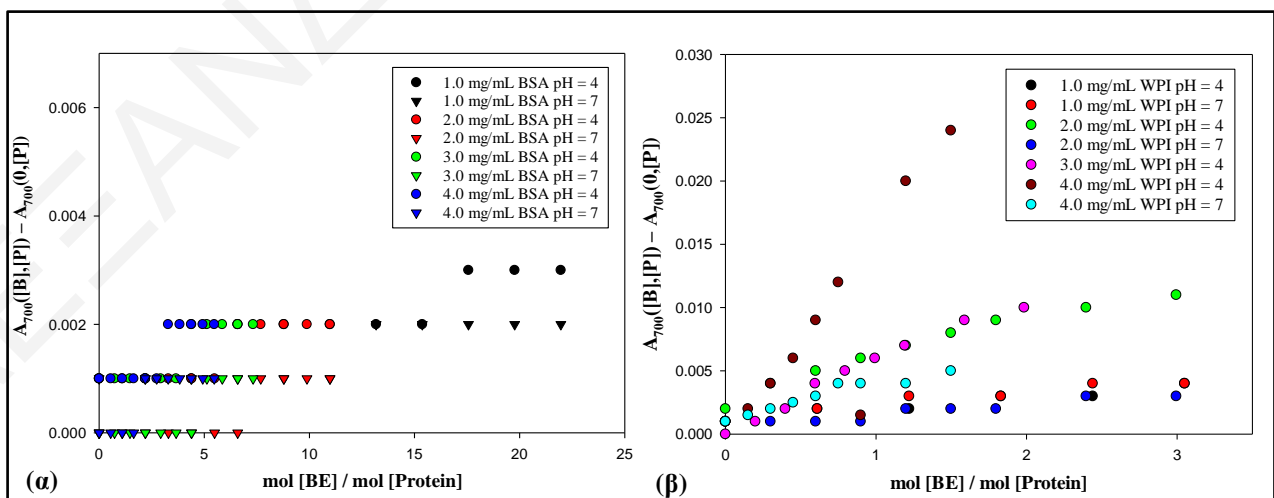 EANZ
A₇₀₀([B],[P]) – A₇₀₀(0,[P])
0.006
0.004
0.002
0.000
1.0 mg/mL BSA pH = 4
1.0 mg/mL BSA pH = 7
2.0 mg/mL BSA pH = 4
2.0 mg/mL BSA pH = 7
3.0 mg/mL BSA pH = 4
3.0 mg/mL BSA pH = 7
4.0 mg/mL BSA pH = 4
4.0 mg/mL BSA pH = 7
0 5 10 15 20 25
(α)
mol [BE] / mol [Protein]
A₇₀₀([B],[P]) – A₇₀₀(0,[P])
0.030
0.025
0.020
0.015
0.010
0.005
0.000
1.0 mg/mL WPI pH = 4
1.0 mg/mL WPI pH = 7
2.0 mg/mL WPI pH = 4
2.0 mg/mL WPI pH = 7
3.0 mg/mL WPI pH = 4
4.0 mg/mL WPI pH = 4
4.0 mg/mL WPI pH = 7
0 1 2 3
(β)
mol [BE] / mol [Protein]